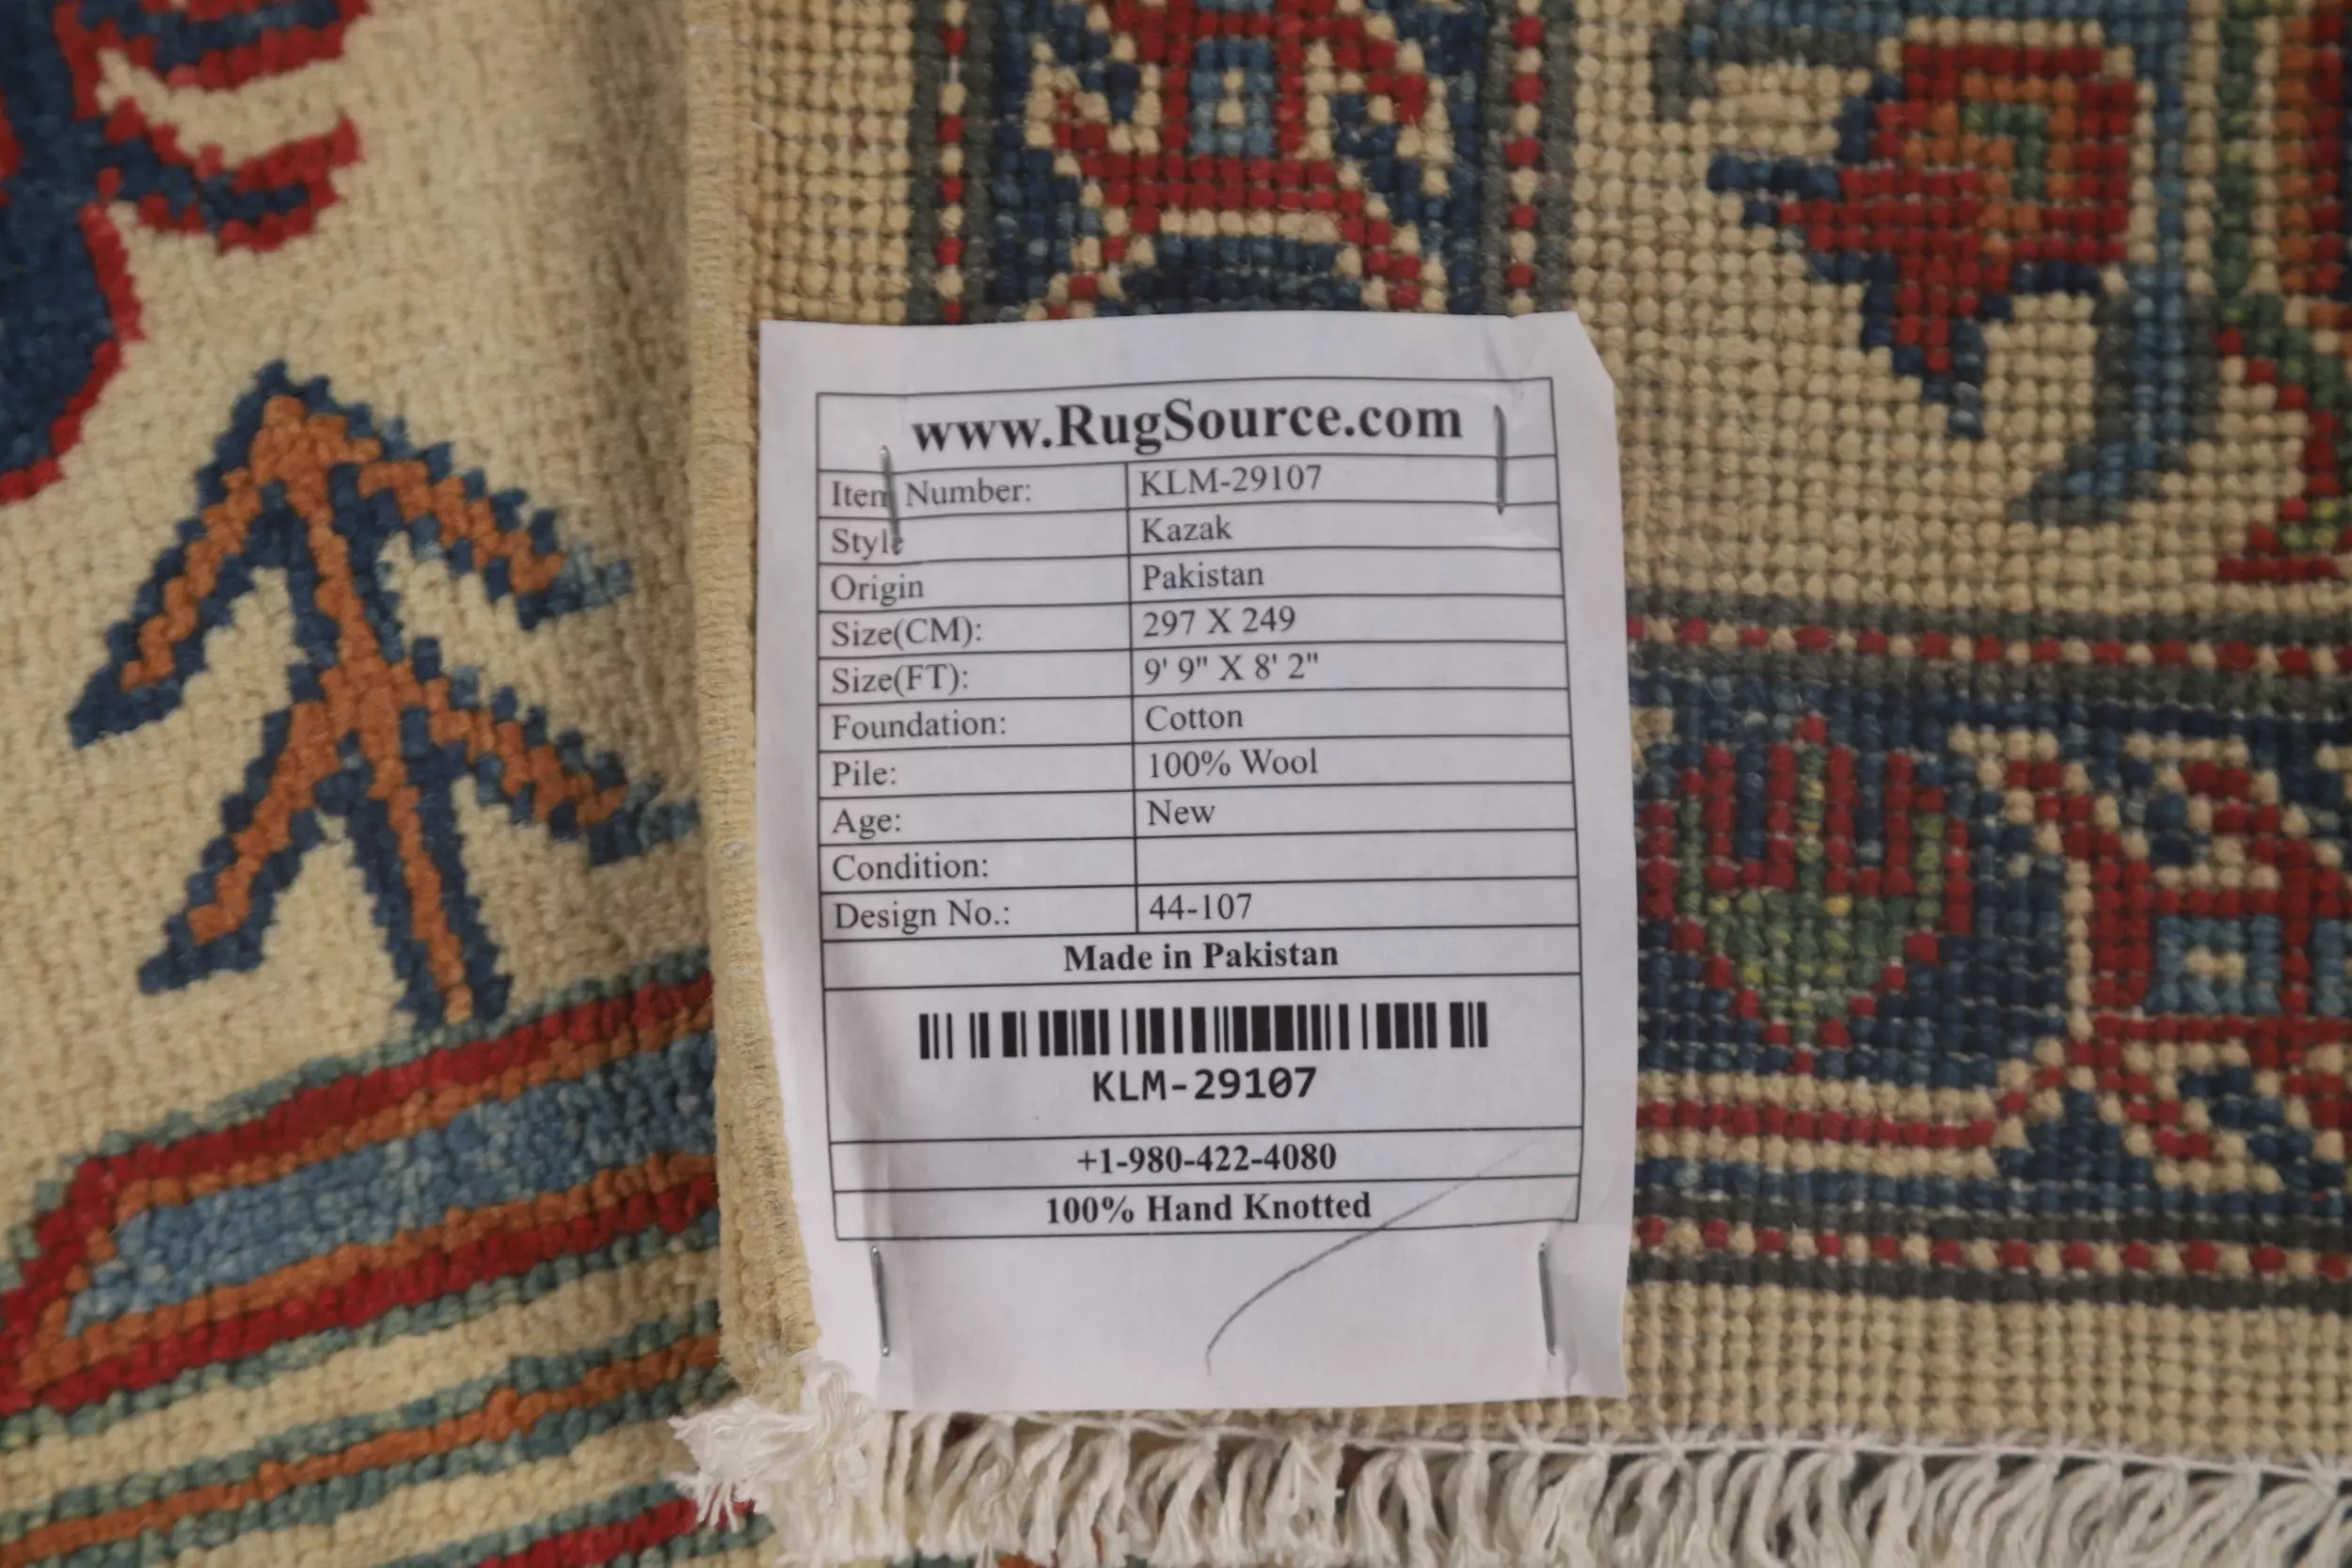 www.RugSource.com
Item Number: KLM-29107
Style Kazak
Origin Pakistan
Size(CM): 297 X 249
Size(FT): 9' 9" X 8' 2"
Foundation: Cotton
Pile: 100% Wool
Age: New
Condition:
Design No.: 44-107
Made in Pakistan
KLM-29107
+1-980-422-4080
100% Hand Knotted